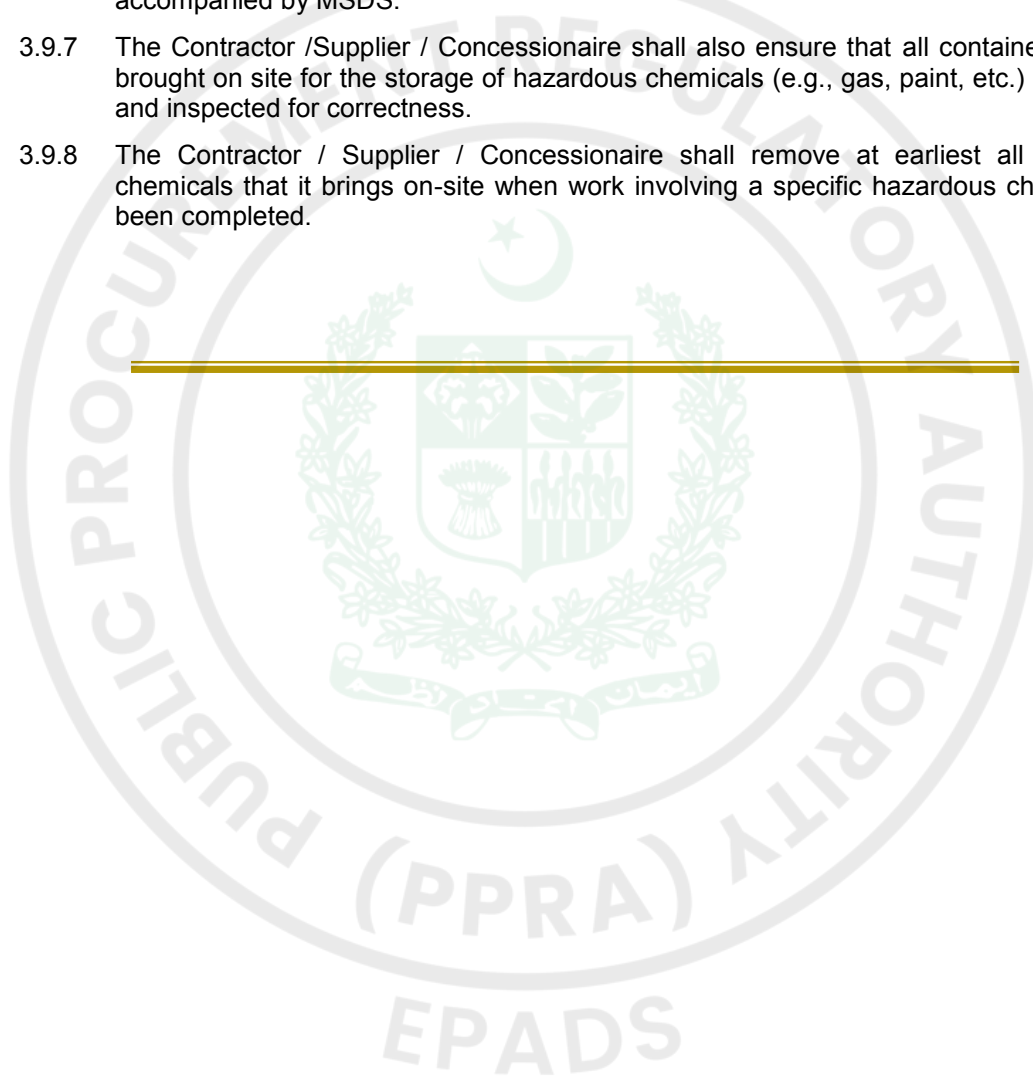 accompanied by MSDS.
3.9.7 The Contractor /Supplier / Concessionaire shall also ensure that all containe
brought on site for the storage of hazardous chemicals (e.g., gas, paint, etc.)
and inspected for correctness.
3.9.8 The Contractor / Supplier / Concessionaire shall remove at earliest all
chemicals that it brings on-site when work involving a specific hazardous ch
been completed.
PUBLIC PROCUREMENT REGULATORY AUTHORITY
(PPRA)
ایمان اتحاد نظم
EPADS